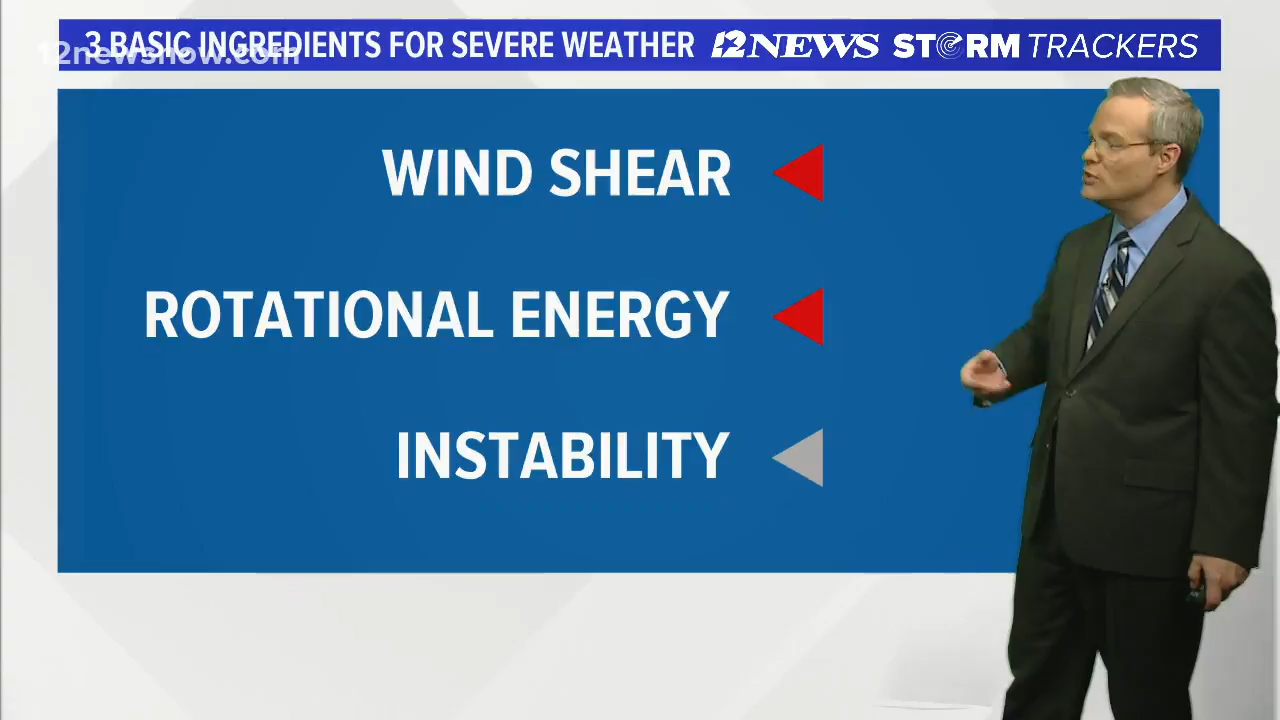 3 BASIC INGREDIENTS FOR SEVERE WEATHER 12NEWS STORM TRACKERS
12newsnow.com
WIND SHEAR
ROTATIONAL ENERGY
INSTABILITY